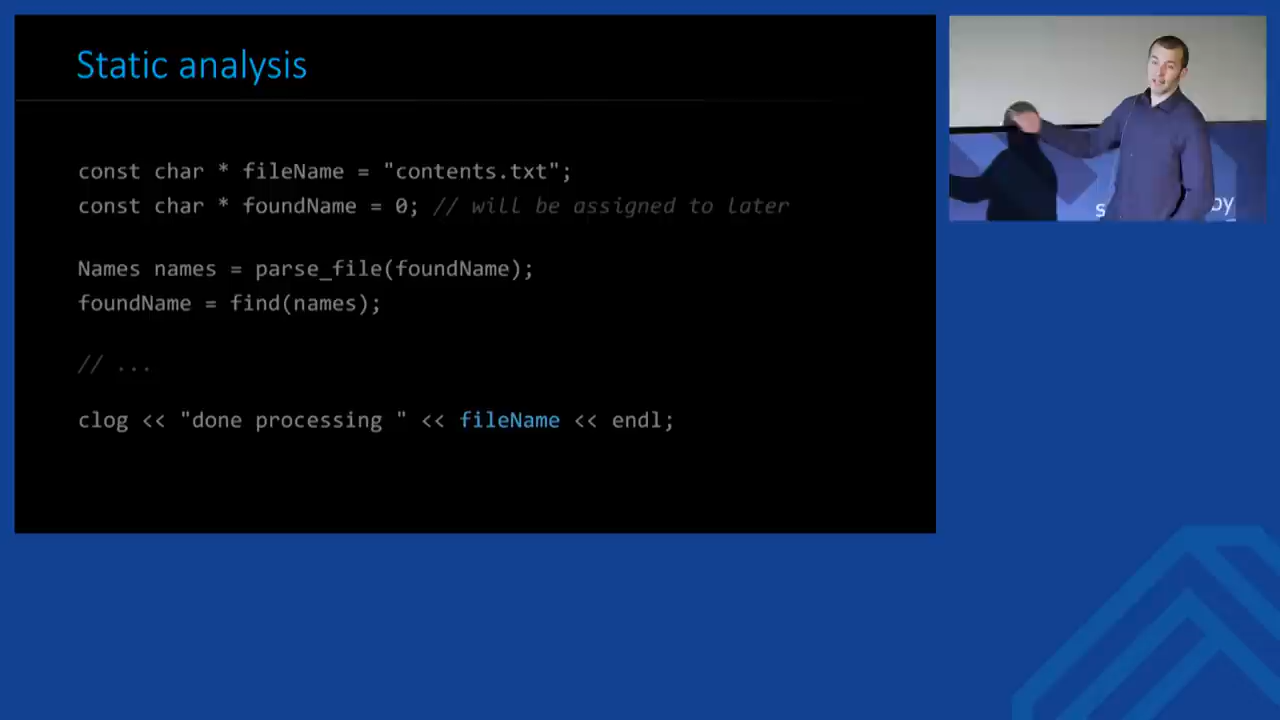 Static analysis
const char * fileName = "contents.txt";
const char * foundName = 0; // will be assigned to later
Names names = parse_file(foundName);
foundName = find(names);
// ...
clog << "done processing " << fileName << endl;
by